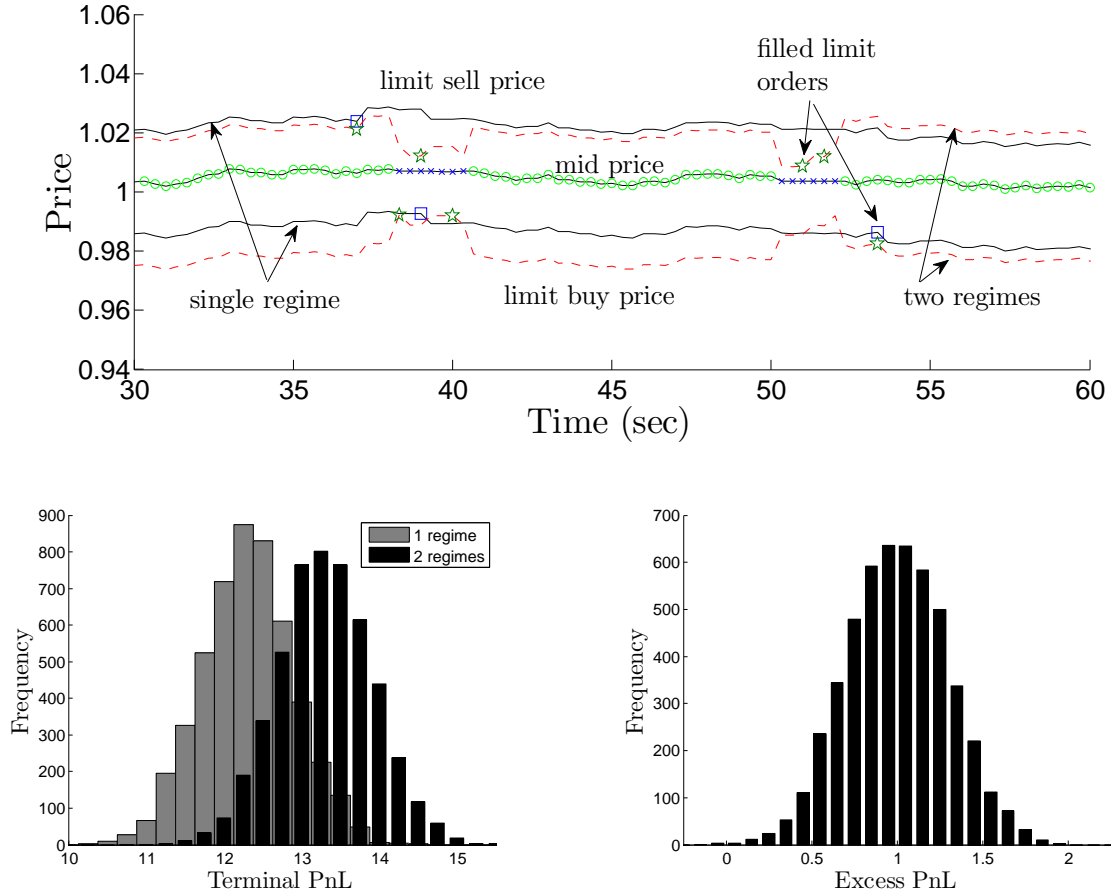 1.06
1.04
1.02
1
0.98
0.96
0.94
Price
limit sell price
filled limit
orders
mid price
single regime
limit buy price
two regimes
30
35
40
45
50
55
60
Time (sec)
900
800
700
600
500
400
300
200
100
0
Frequency
1 regime
2 regimes
10
11
12
13
14
15
Terminal PnL
700
600
500
400
300
200
100
0
Frequency
0
0.5
1
1.5
2
Excess PnL